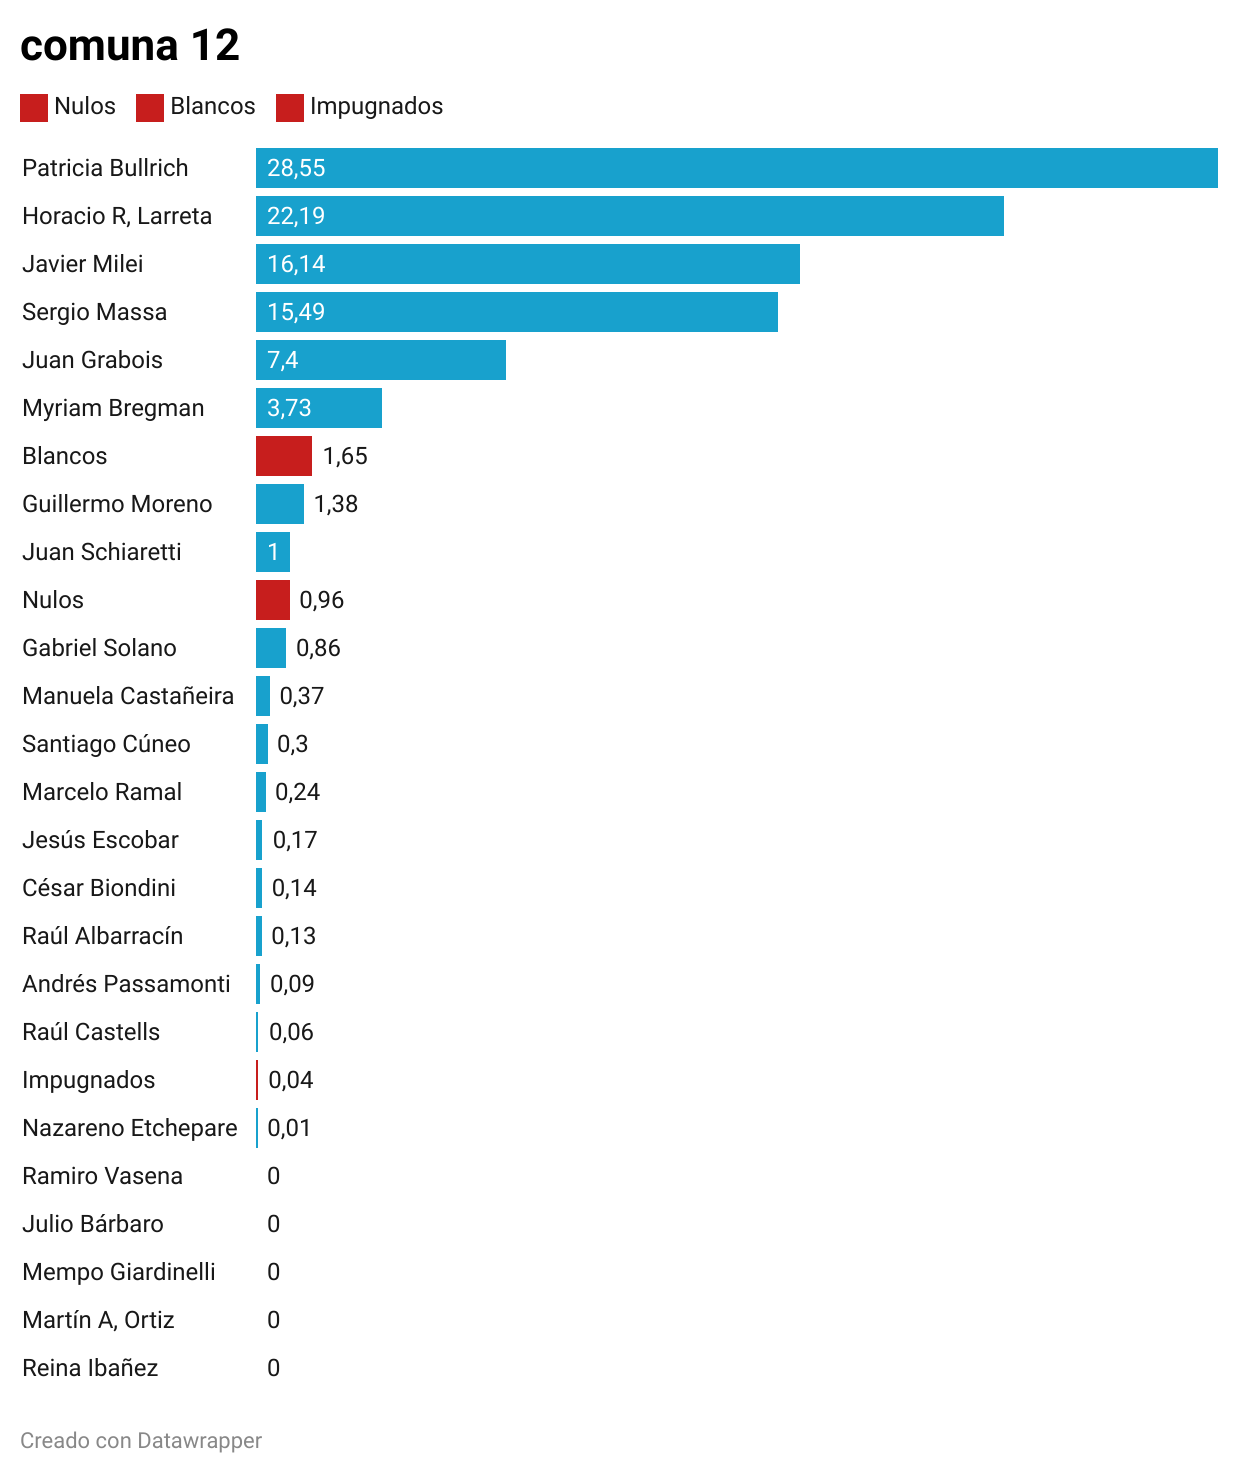 comuna 12
Nulos Blancos Impugnados
Patricia Bullrich 28,55
Horacio R, Larreta 22,19
Javier Milei 16,14
Sergio Massa 15,49
Juan Grabois 7,4
Myriam Bregman 3,73
Blancos 1,65
Guillermo Moreno 1,38
Juan Schiaretti 1
Nulos 0,96
Gabriel Solano 0,86
Manuela Castañeira 0,37
Santiago Cúneo 0,3
Marcelo Ramal 0,24
Jesús Escobar 0,17
César Biondini 0,14
Raúl Albarracín 0,13
Andrés Passamonti 0,09
Raúl Castells 0,06
Impugnados 0,04
Nazareno Etchepare 0,01
Ramiro Vasena 0
Julio Bárbaro 0
Mempo Giardinelli 0
Martín A, Ortiz 0
Reina Ibañez 0
Creado con Datawrapper